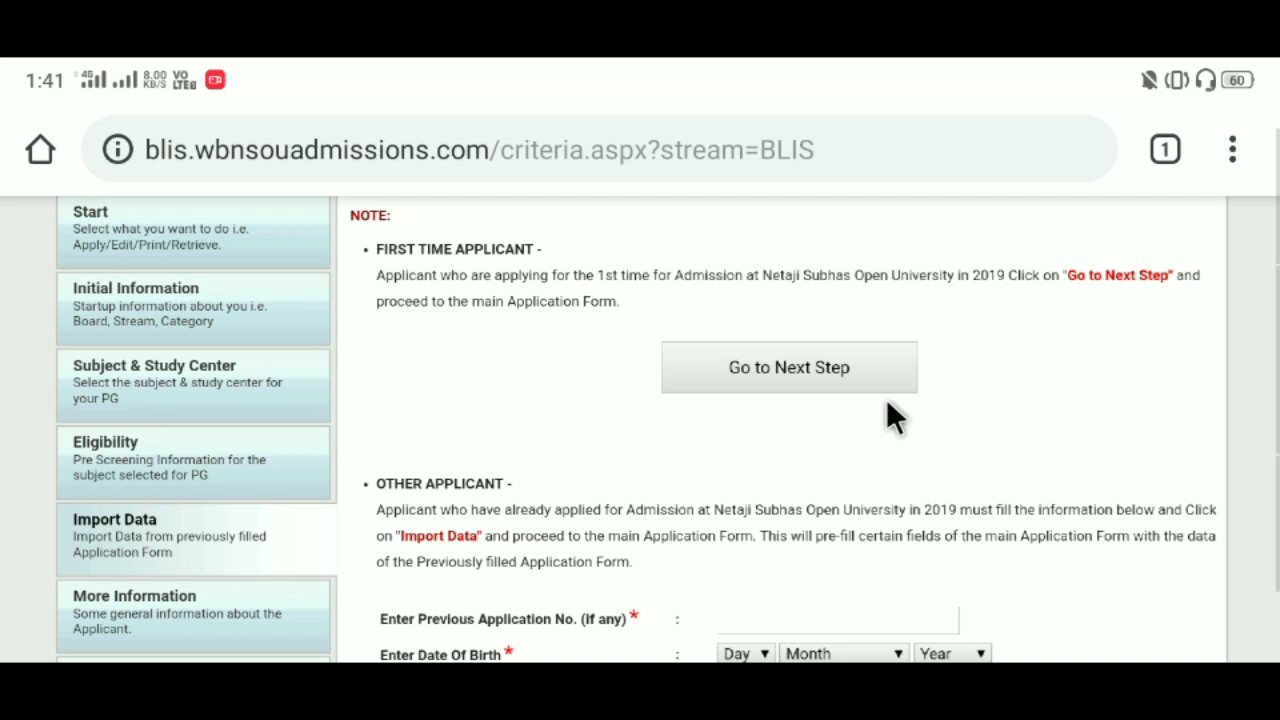 1:41 4G 8.00 KB/S VO LTE 60
blis.wbnsouadmissions.com/criteria.aspx?stream=BLIS 1
Start
Select what you want to do i.e.
Apply/Edit/Print/Retrieve.
Initial Information
Startup information about you i.e.
Board, Stream, Category
Subject & Study Center
Select the subject & study center for
your PG
Eligibility
Pre Screening Information for the
subject selected for PG
Import Data
Import Data from previously filled
Application Form
More Information
Some general information about the
Applicant.
NOTE:
• FIRST TIME APPLICANT -
Applicant who are applying for the 1st time for Admission at Netaji Subhas Open University in 2019 Click on "Go to Next Step" and
proceed to the main Application Form.
Go to Next Step
• OTHER APPLICANT -
Applicant who have already applied for Admission at Netaji Subhas Open University in 2019 must fill the information below and Click
on "Import Data" and proceed to the main Application Form. This will pre-fill certain fields of the main Application Form with the data
of the Previously filled Application Form.
Enter Previous Application No. (if any) * :
Enter Date Of Birth * : Day ▼ Month ▼ Year ▼